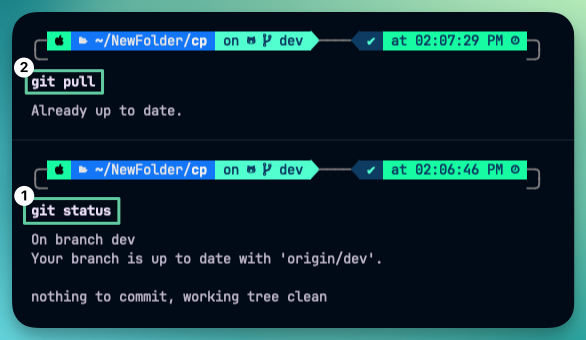 ~/NewFolder/cp on dev ✔ at 02:07:29 PM
2
git pull
Already up to date.
~/NewFolder/cp on dev ✔ at 02:06:46 PM
1
git status
On branch dev
Your branch is up to date with 'origin/dev'.
nothing to commit, working tree clean